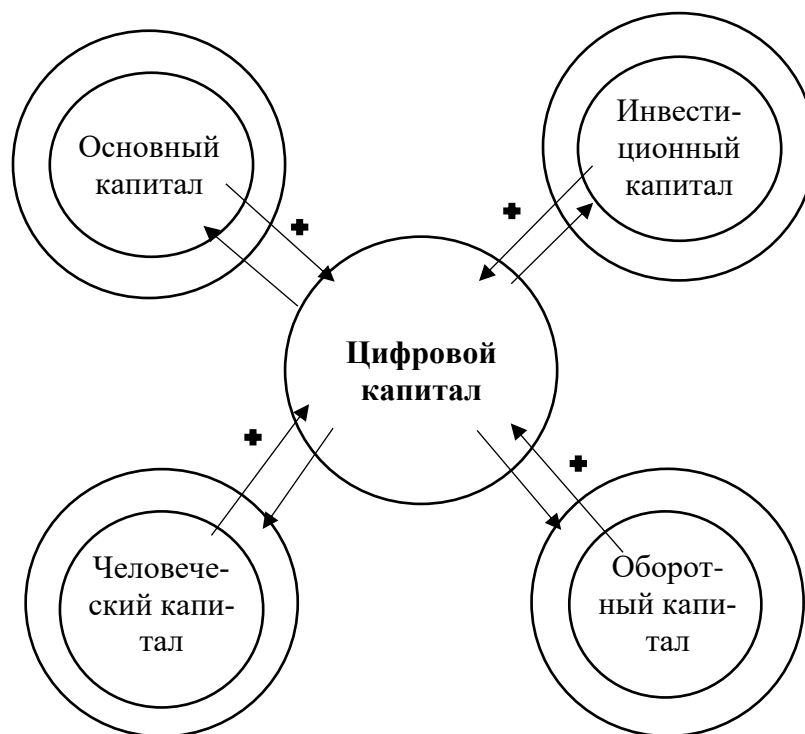 Основный
капитал
Инвести-
ционный
капитал
Цифровой
капитал
Человече-
ский капи-
тал
Оборот-
ный капи-
тал